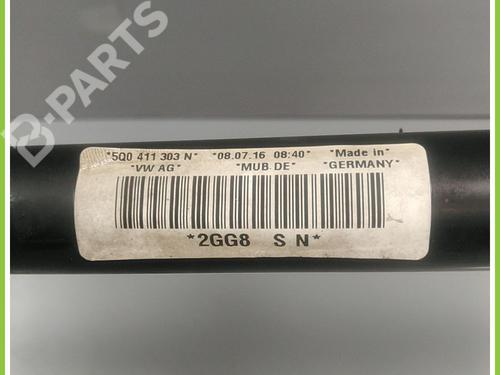 B-PARTS
*5Q0 411 303 N* *08.07.16 08:40* *Made in*
*VW AG* *MUB DE* *GERMANY*
*2GG8 S N*